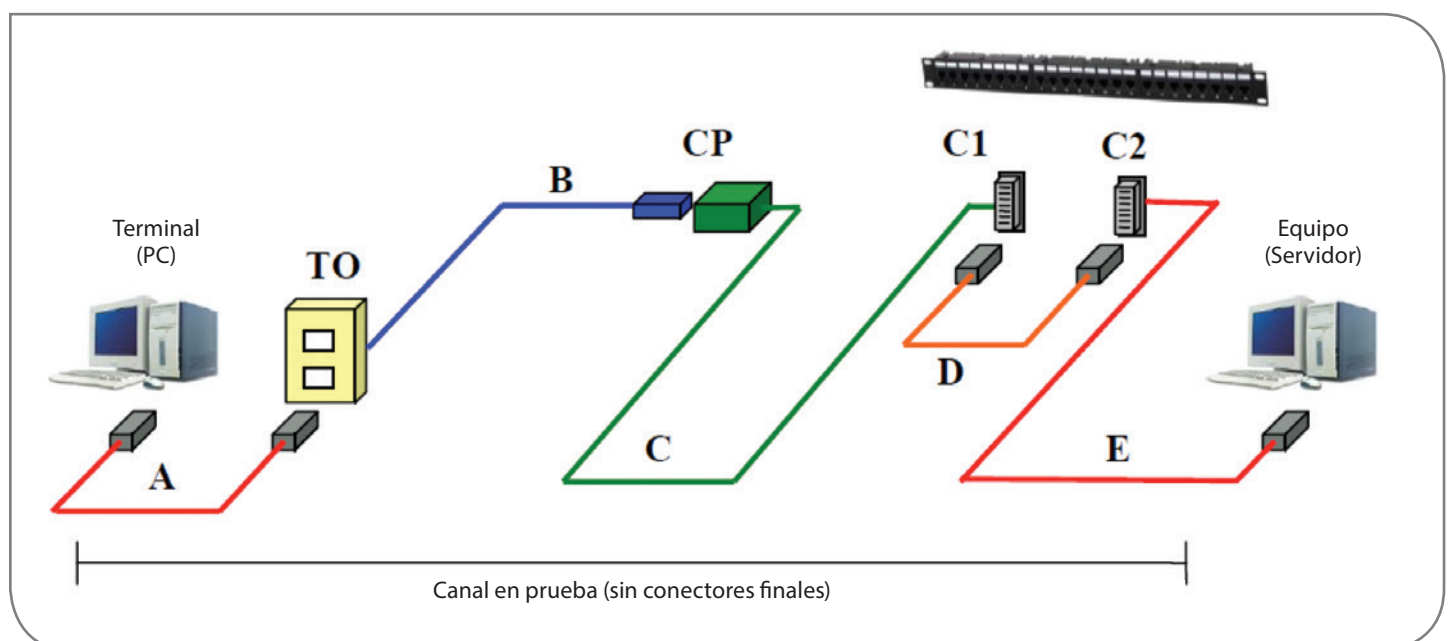 CP
C1
C2
B
Terminal
(PC)
TO
Equipo
(Servidor)
D
A
C
E
Canal en prueba (sin conectores finales)